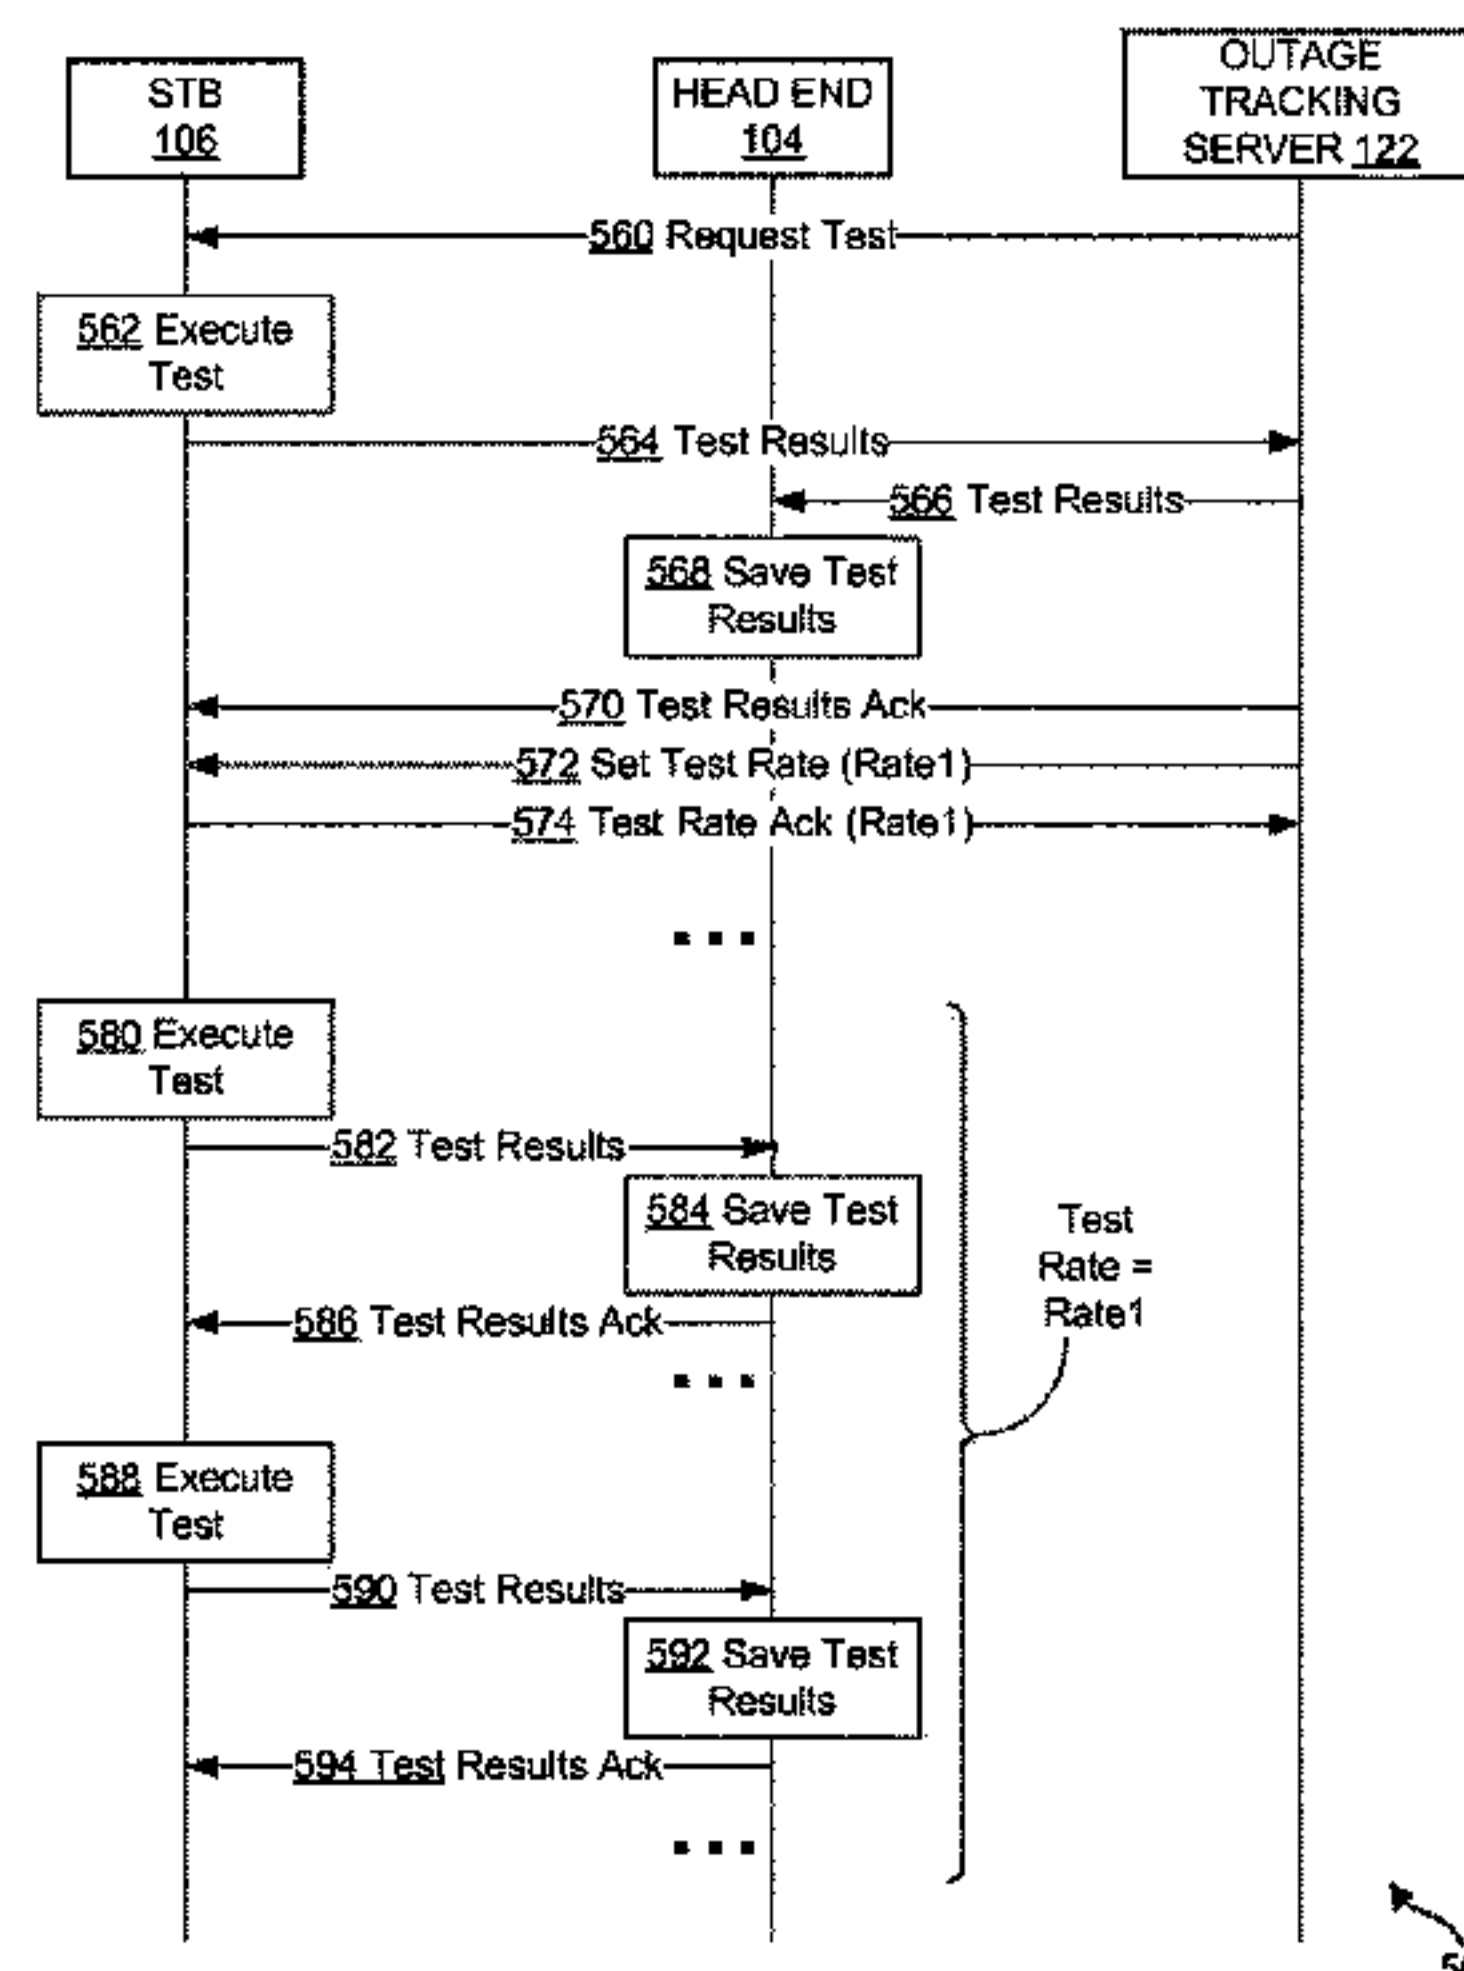 STB
106
HEAD END
104
OUTAGE
TRACKING
SERVER 122
560 Request Test
562 Execute
Test
564 Test Results
566 Test Results
568 Save Test
Results
570 Test Results Ack
572 Set Test Rate (Rate1)
574 Test Rate Ack (Rate1)
...
580 Execute
Test
582 Test Results
584 Save Test
Results
Test
Rate =
Rate1
586 Test Results Ack
...
588 Execute
Test
590 Test Results
592 Save Test
Results
594 Test Results Ack
...